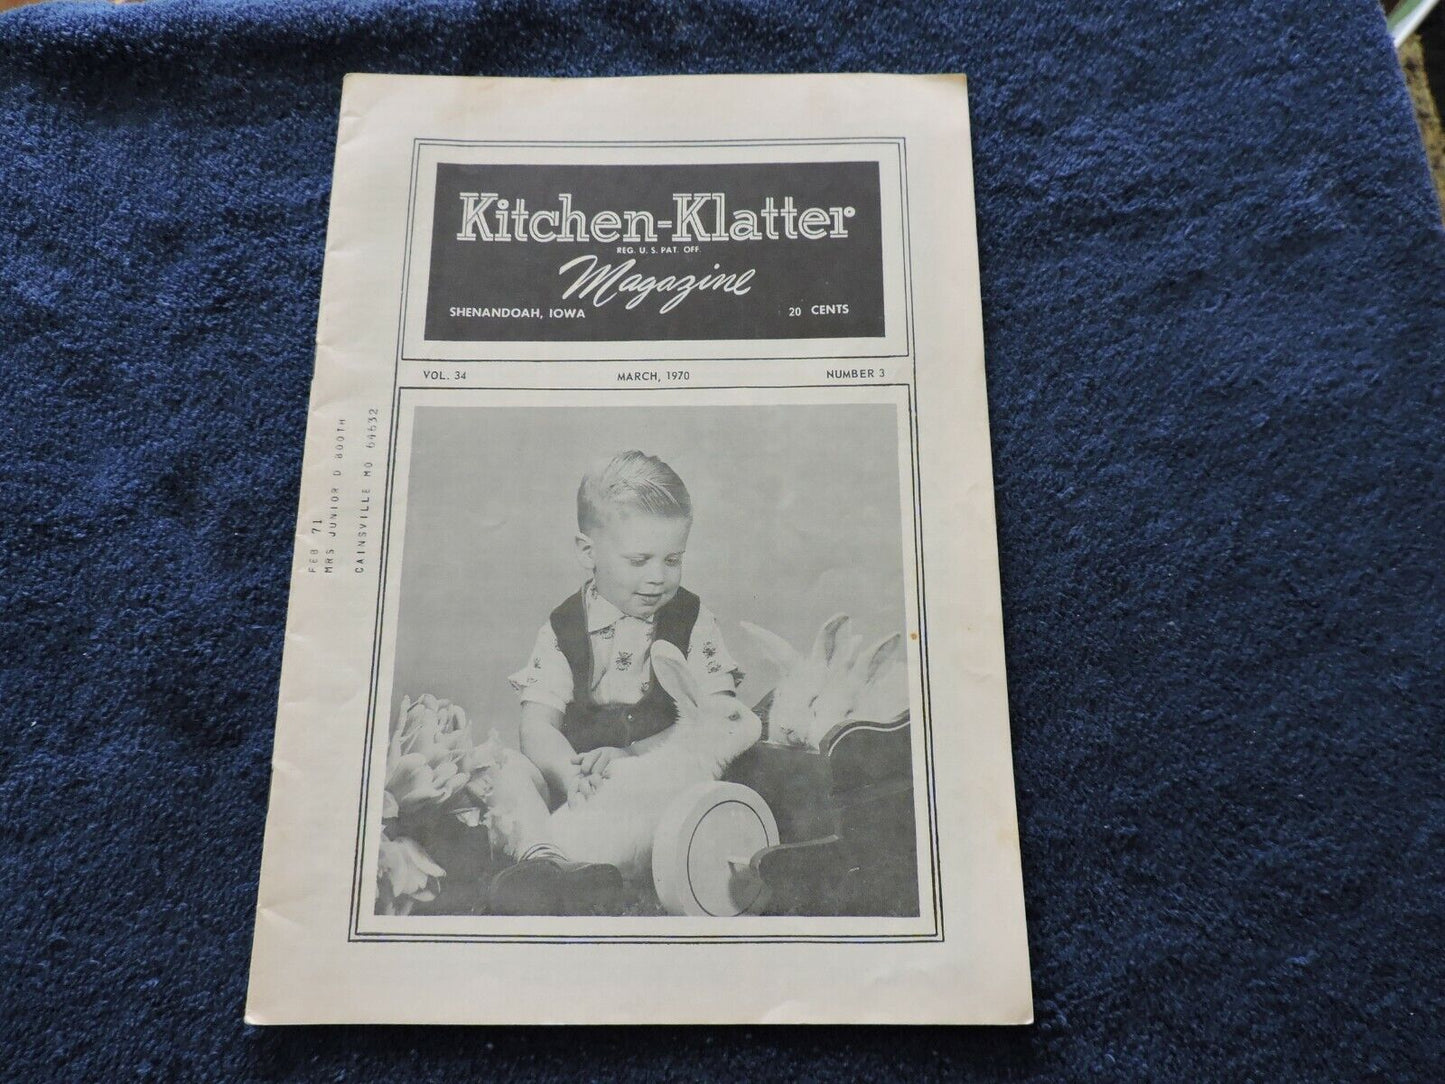 Kitchen-Klatter
REG. U. S. PAT. OFF.
Magazine
SHENANDOAH, IOWA 20 CENTS
VOL. 34 MARCH, 1970 NUMBER 3
FEB 71
MRS JUNIOR D BOOTH
CAINSVILLE MO 64632